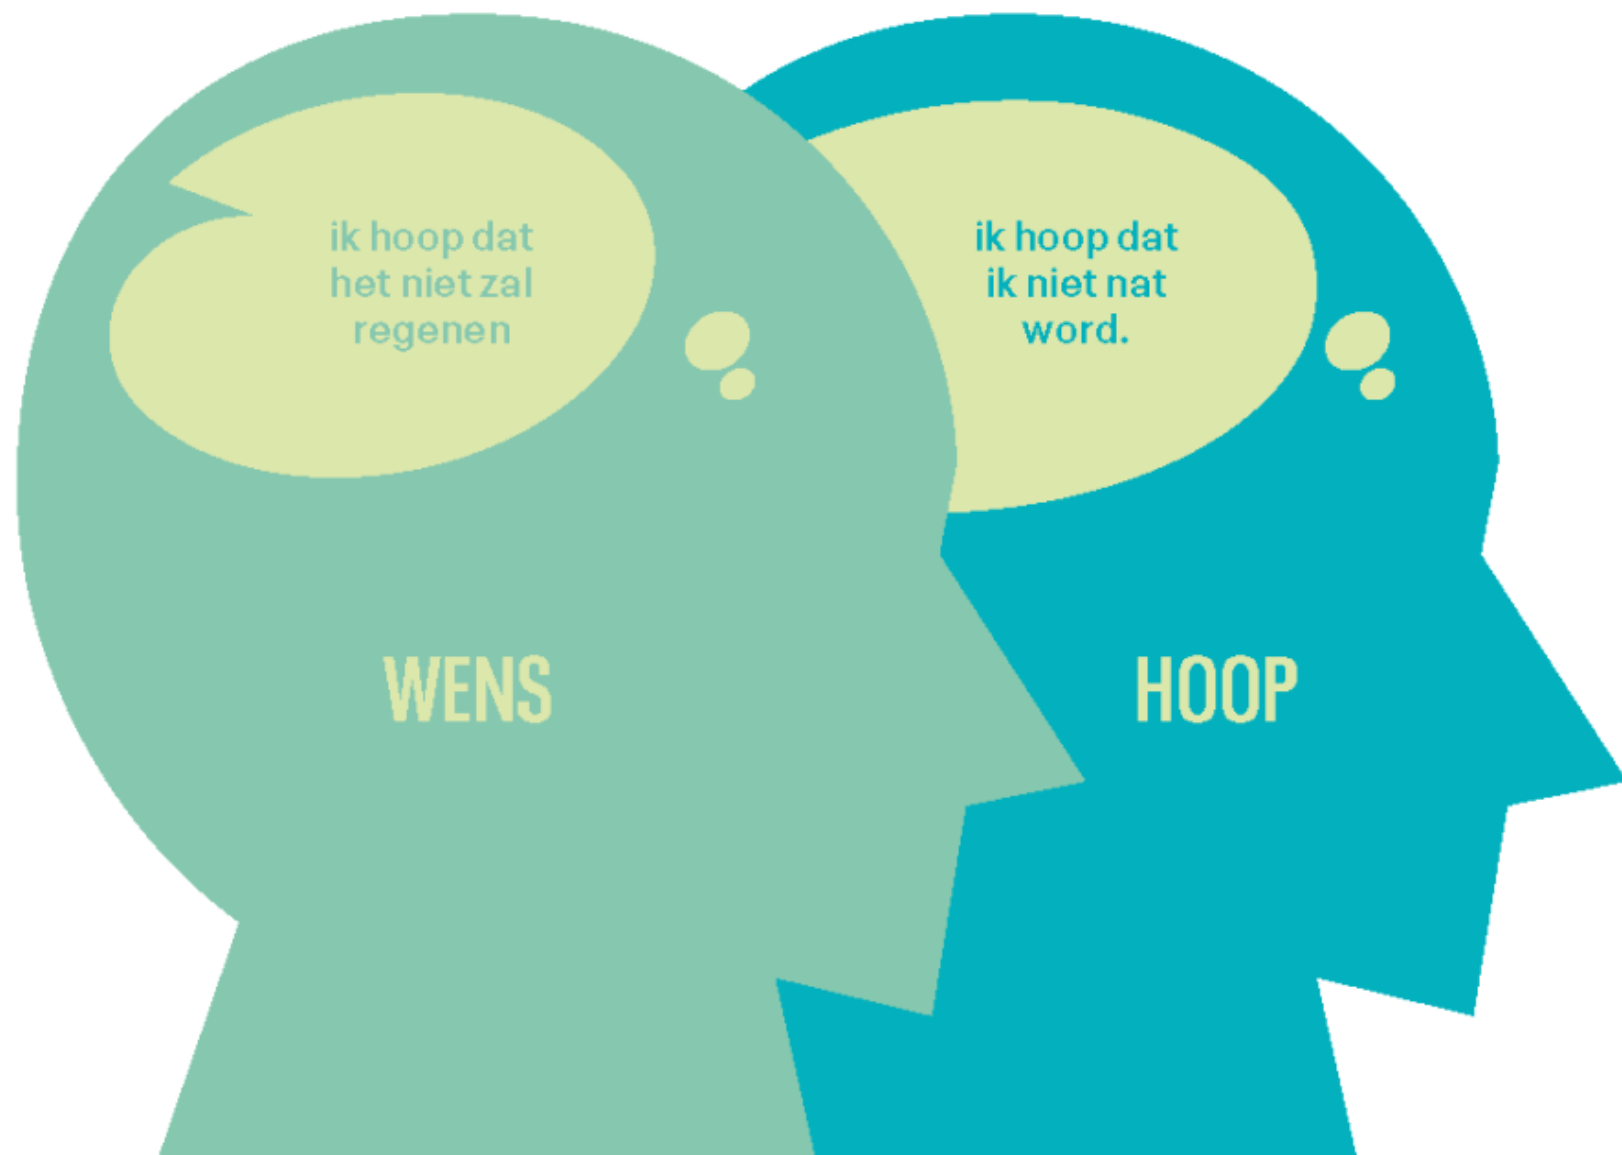 ik hoop dat
het niet zal
regenen
ik hoop dat
ik niet nat
word.
WENS
HOOP